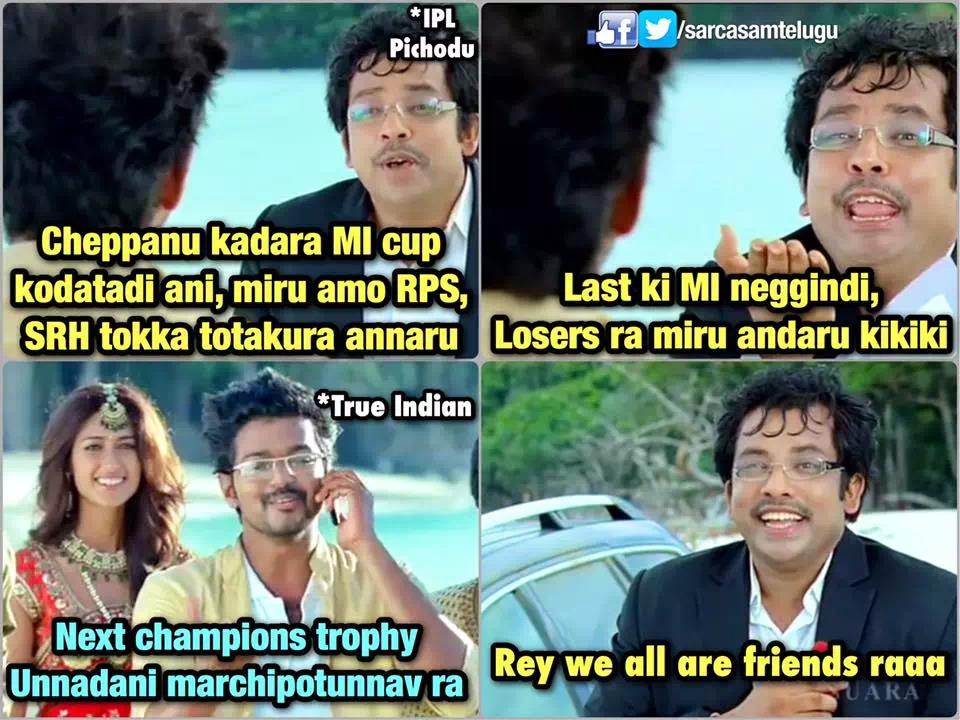 *IPL
Pichodu
Cheppanu kadara MI cup
kodatadi ani, miru amo RPS,
SRH tokka totakura annaru
f /sarcasamtelugu
Last ki MI neggindi,
Losers ra miru andaru kikiki
*True Indian
Next champions trophy
Unnadani marchipotunnav ra
Rey we all are friends raaa